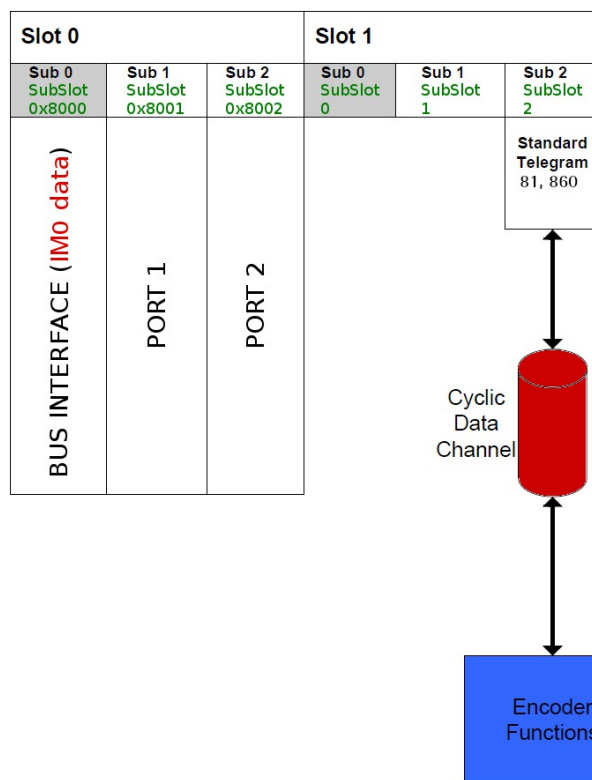 Slot 0
Slot 1
Sub 0
SubSlot
0x8000
Sub 1
SubSlot
0x8001
Sub 2
SubSlot
0x8002
Sub 0
SubSlot
0
Sub 1
SubSlot
1
Sub 2
SubSlot
2
BUS INTERFACE (IM0 data)
PORT 1
PORT 2
Standard
Telegram
81, 860
Cyclic
Data
Channel
Encoder
Functions